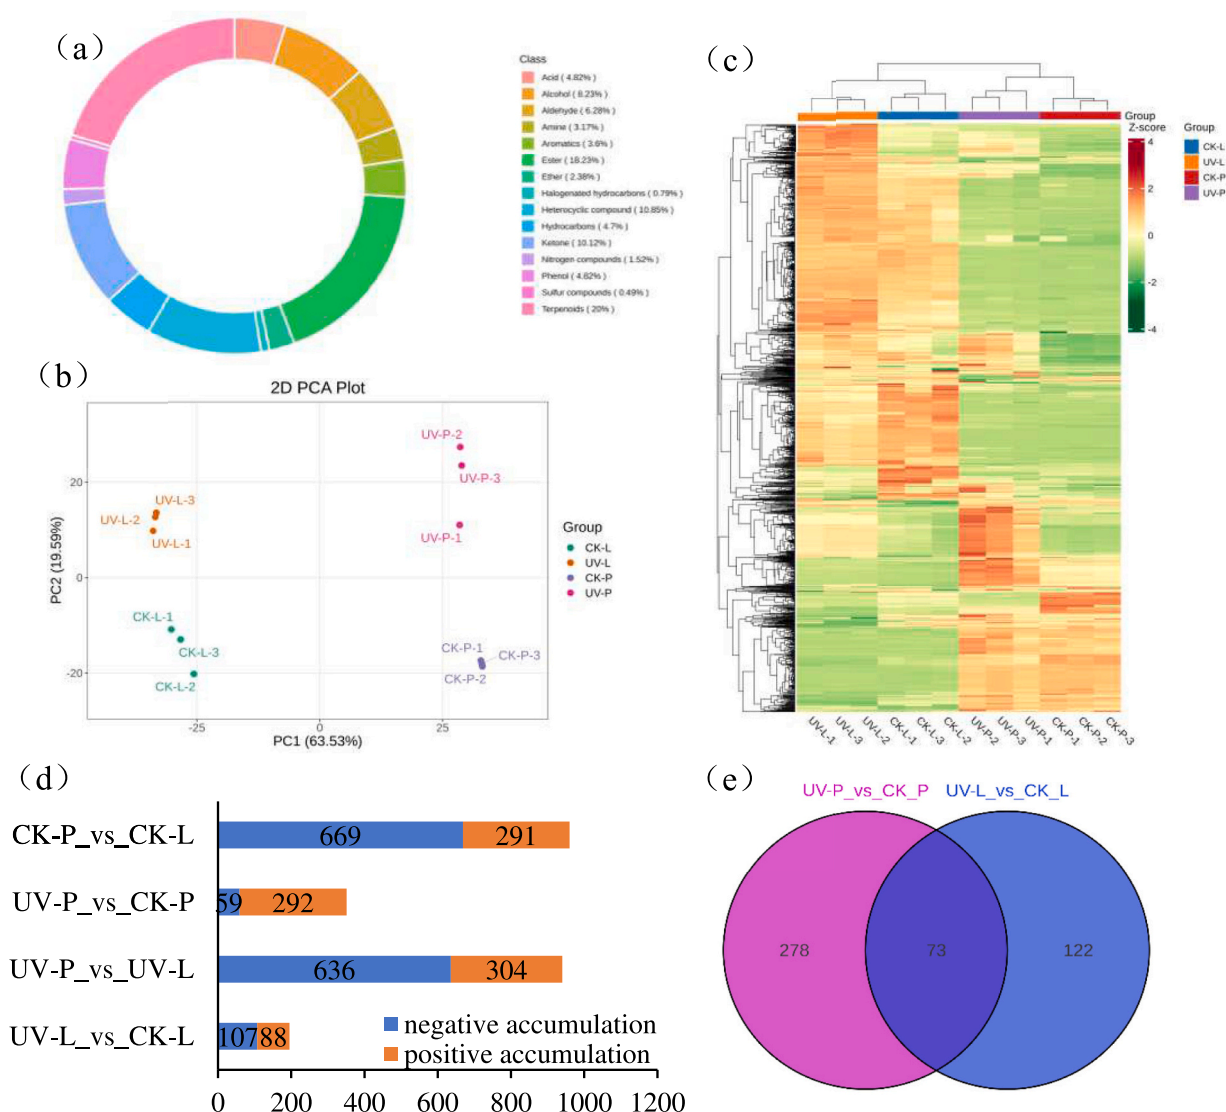 (a)
Class
Acid ( 4.82% )
Alcohol ( 8.23% )
Aldehyde ( 6.28% )
Amine ( 3.17% )
Aromatics ( 3.6% )
Ester ( 18.23% )
Ether ( 2.38% )
Halogenated hydrocarbons ( 0.79% )
Heterocyclic compound ( 10.85% )
Hydrocarbons ( 4.7% )
Ketone ( 10.12% )
Nitrogen compounds ( 1.52% )
Phenol ( 4.82% )
Sulfur compounds ( 0.49% )
Terpenoids ( 20% )
(b)
2D PCA Plot
UV-P-2
UV-P-3
UV-P-1
UV-L-3
UV-L-2
UV-L-1
CK-L-1
CK-L-3
CK-L-2
CK-P-1
CK-P-3
CK-P-2
20
0
-20
PC2 (19.59%)
-25
0
25
PC1 (63.53%)
Group
CK-L
UV-L
CK-P
UV-P
(c)
Group
Z-score
4
2
0
-2
-4
Group
CK-L
UV-L
CK-P
UV-P
UV-L-1
UV-L-3
UV-L-2
CK-L-1
CK-L-3
CK-L-2
UV-P-2
UV-P-3
UV-P-1
CK-P-1
CK-P-2
CK-P-3
(d)
CK-P_vs_CK-L
669
291
UV-P_vs_CK-P
59
292
UV-P_vs_UV-L
636
304
UV-L_vs_CK-L
107
88
negative accumulation
positive accumulation
0
200
400
600
800
1000
1200
(e)
UV-P_vs_CK_P
UV-L_vs_CK_L
278
73
122